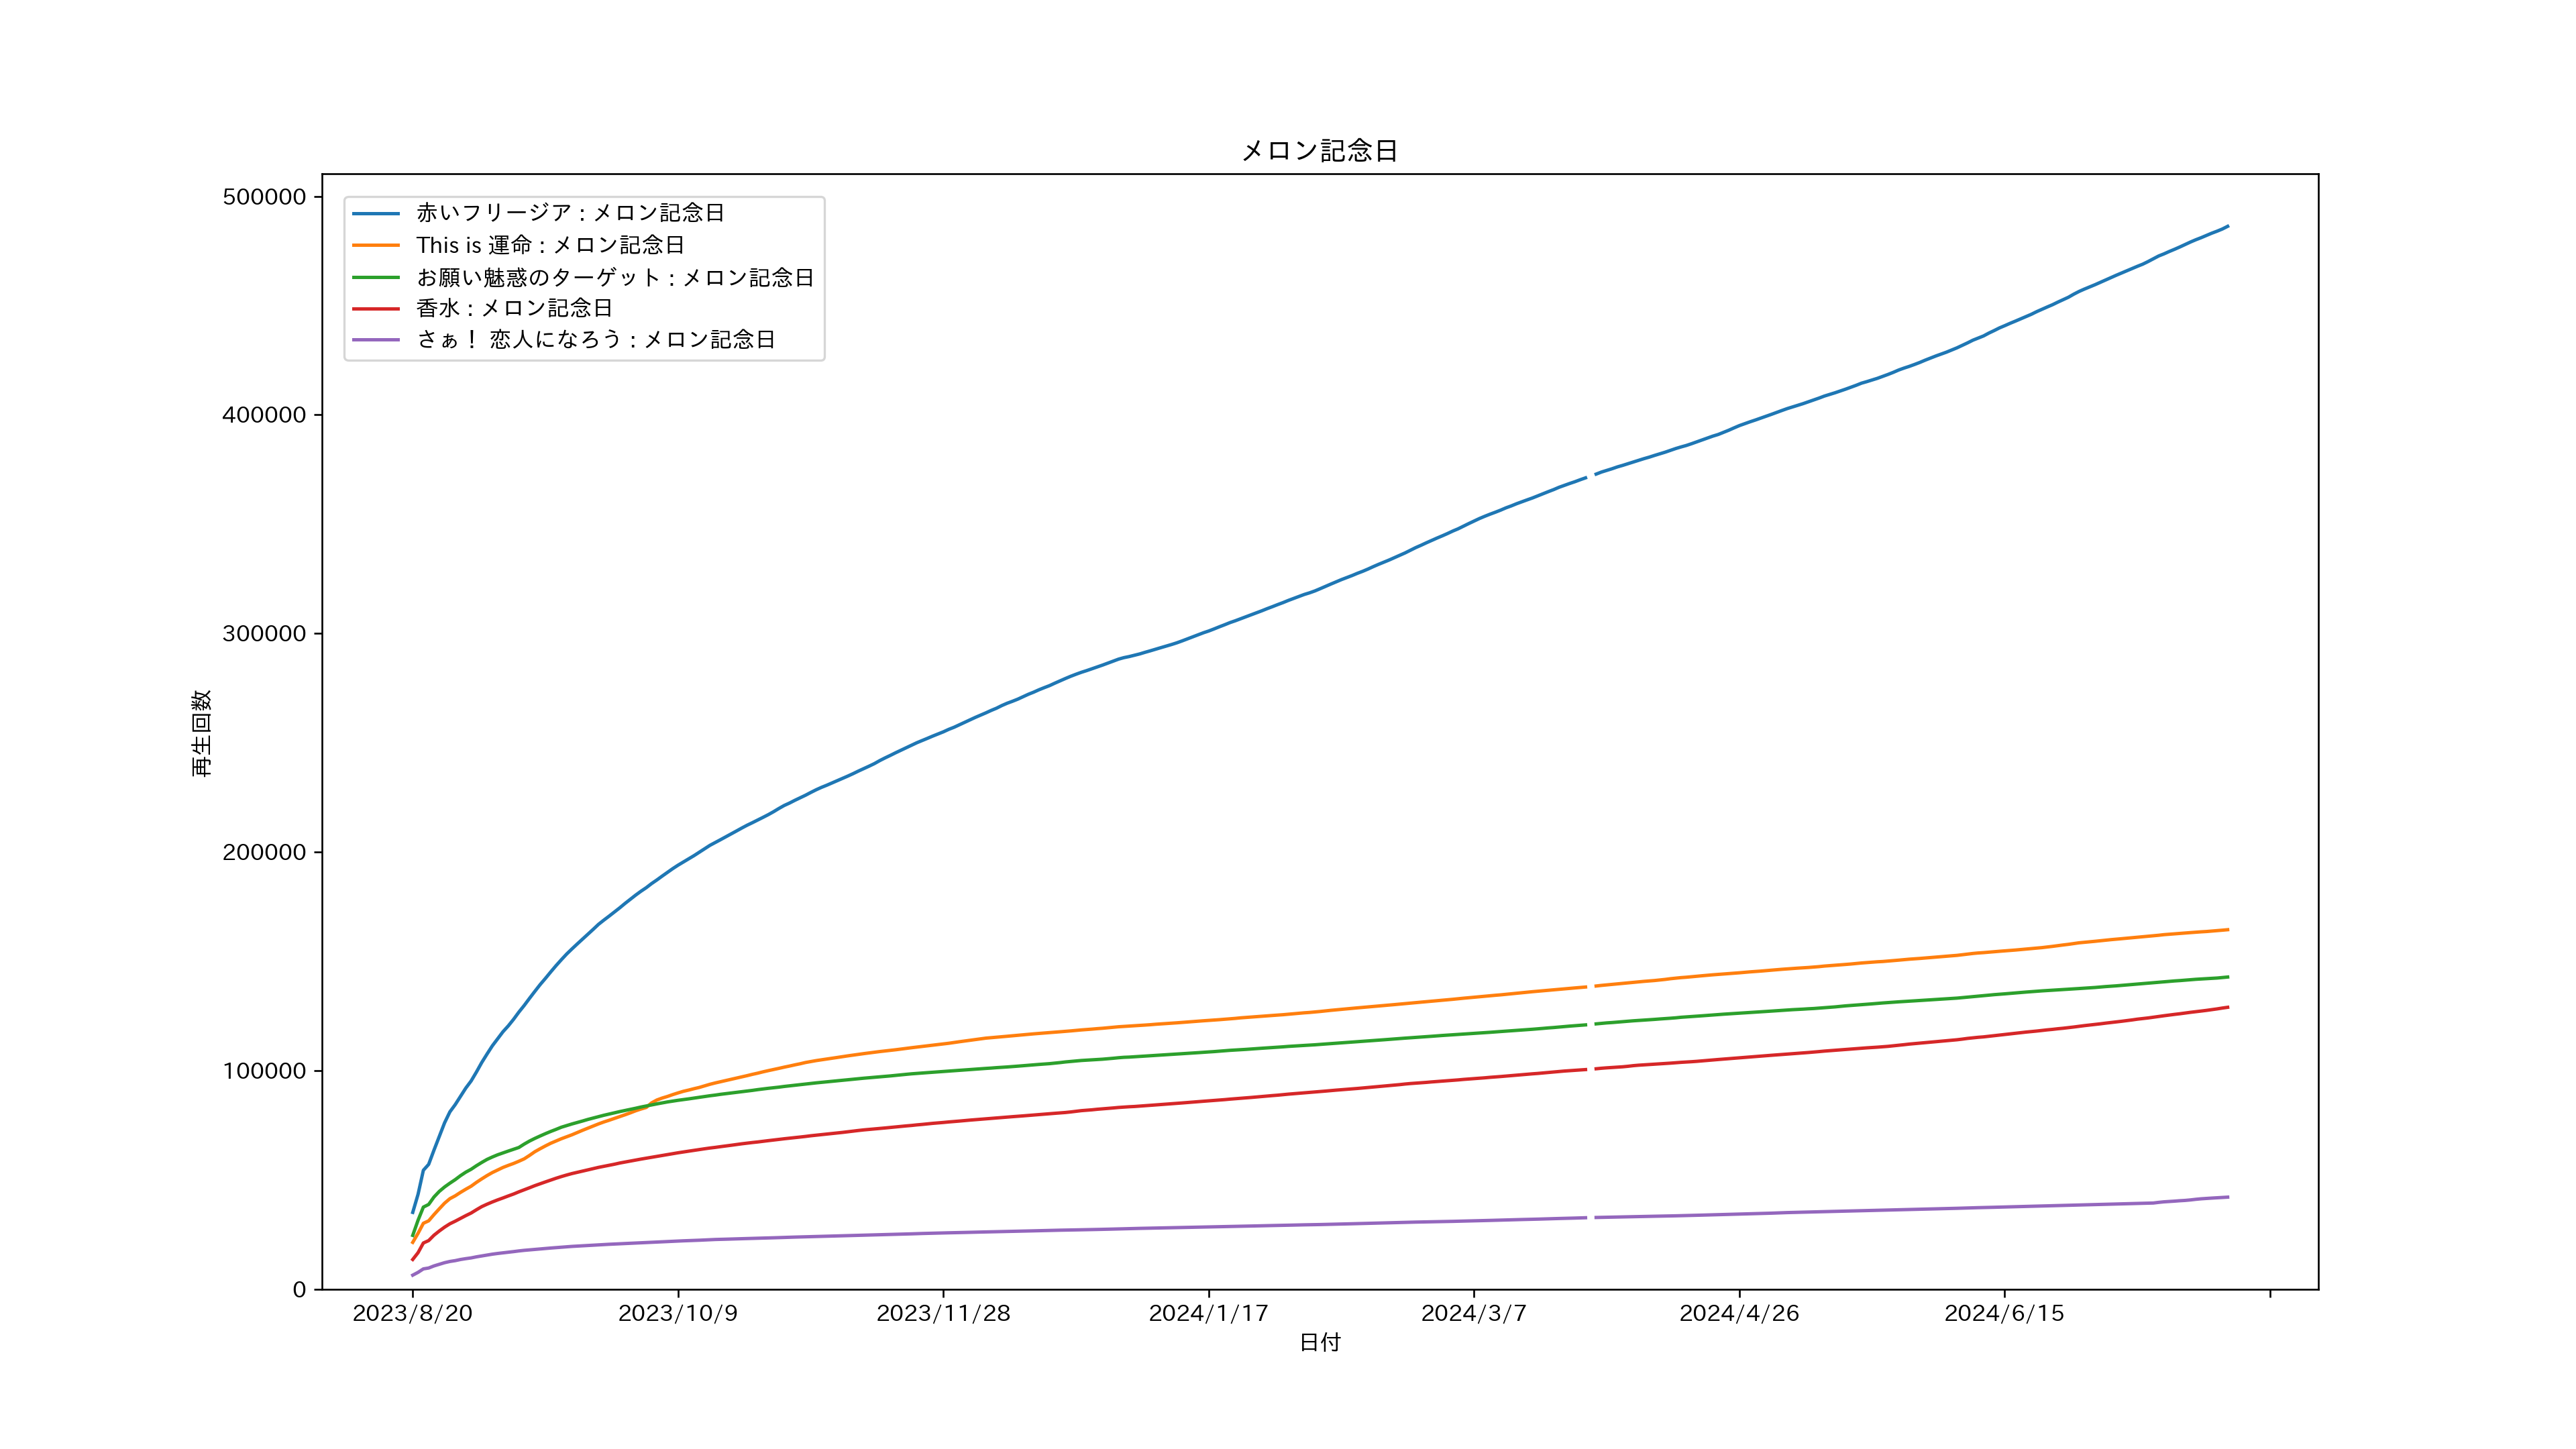 メロン記念日
500000
400000
300000
200000
100000
0
再生回数
赤いフリージア : メロン記念日
This is 運命 : メロン記念日
お願い魅惑のターゲット : メロン記念日
香水 : メロン記念日
さぁ！ 恋人になろう : メロン記念日
2023/8/20 2023/10/9 2023/11/28 2024/1/17 2024/3/7 2024/4/26 2024/6/15
日付